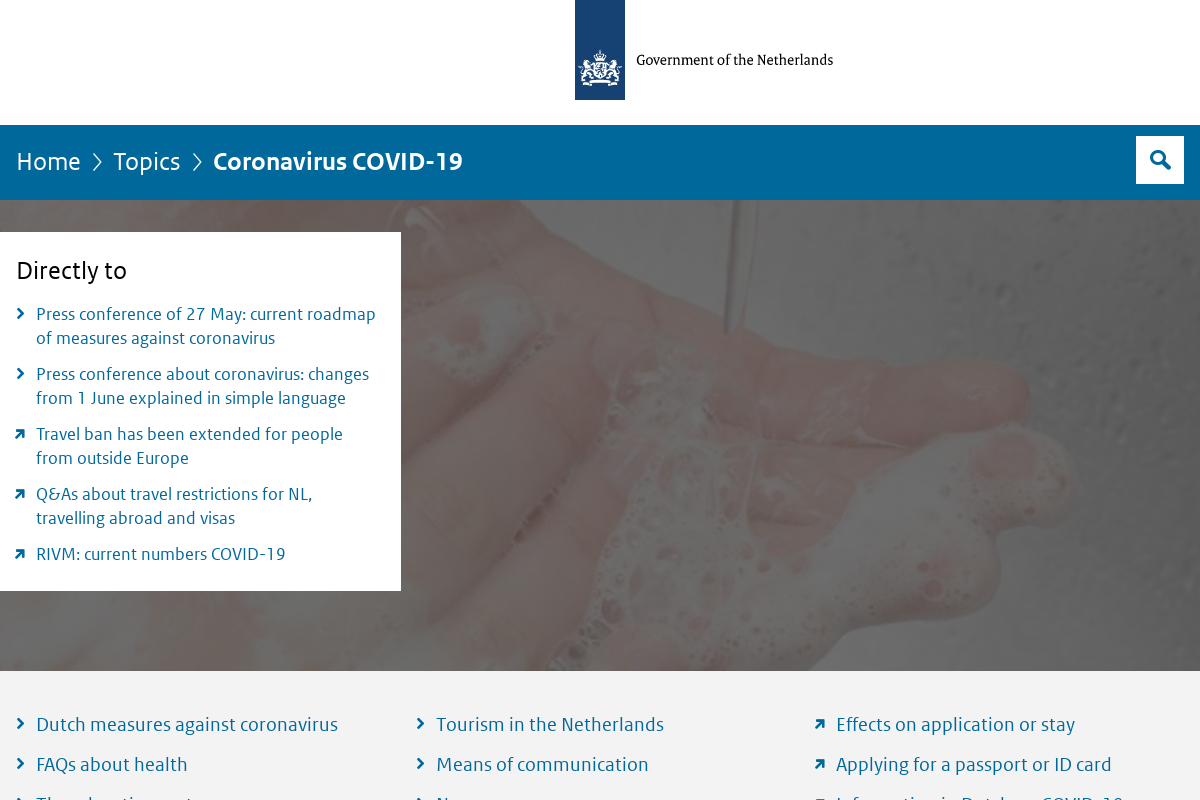 Government of the Netherlands
Home
Topics
Coronavirus COVID-19
Directly to
Press conference of 27 May: current roadmap
of measures against coronavirus
Press conference about coronavirus: changes
from 1 June explained in simple language
Travel ban has been extended for people
from outside Europe
Q&As about travel restrictions for NL,
travelling abroad and visas
RIVM: current numbers COVID-19
Dutch measures against coronavirus
Tourism in the Netherlands
Effects on application or stay
FAQs about health
Means of communication
Applying for a passport or ID card